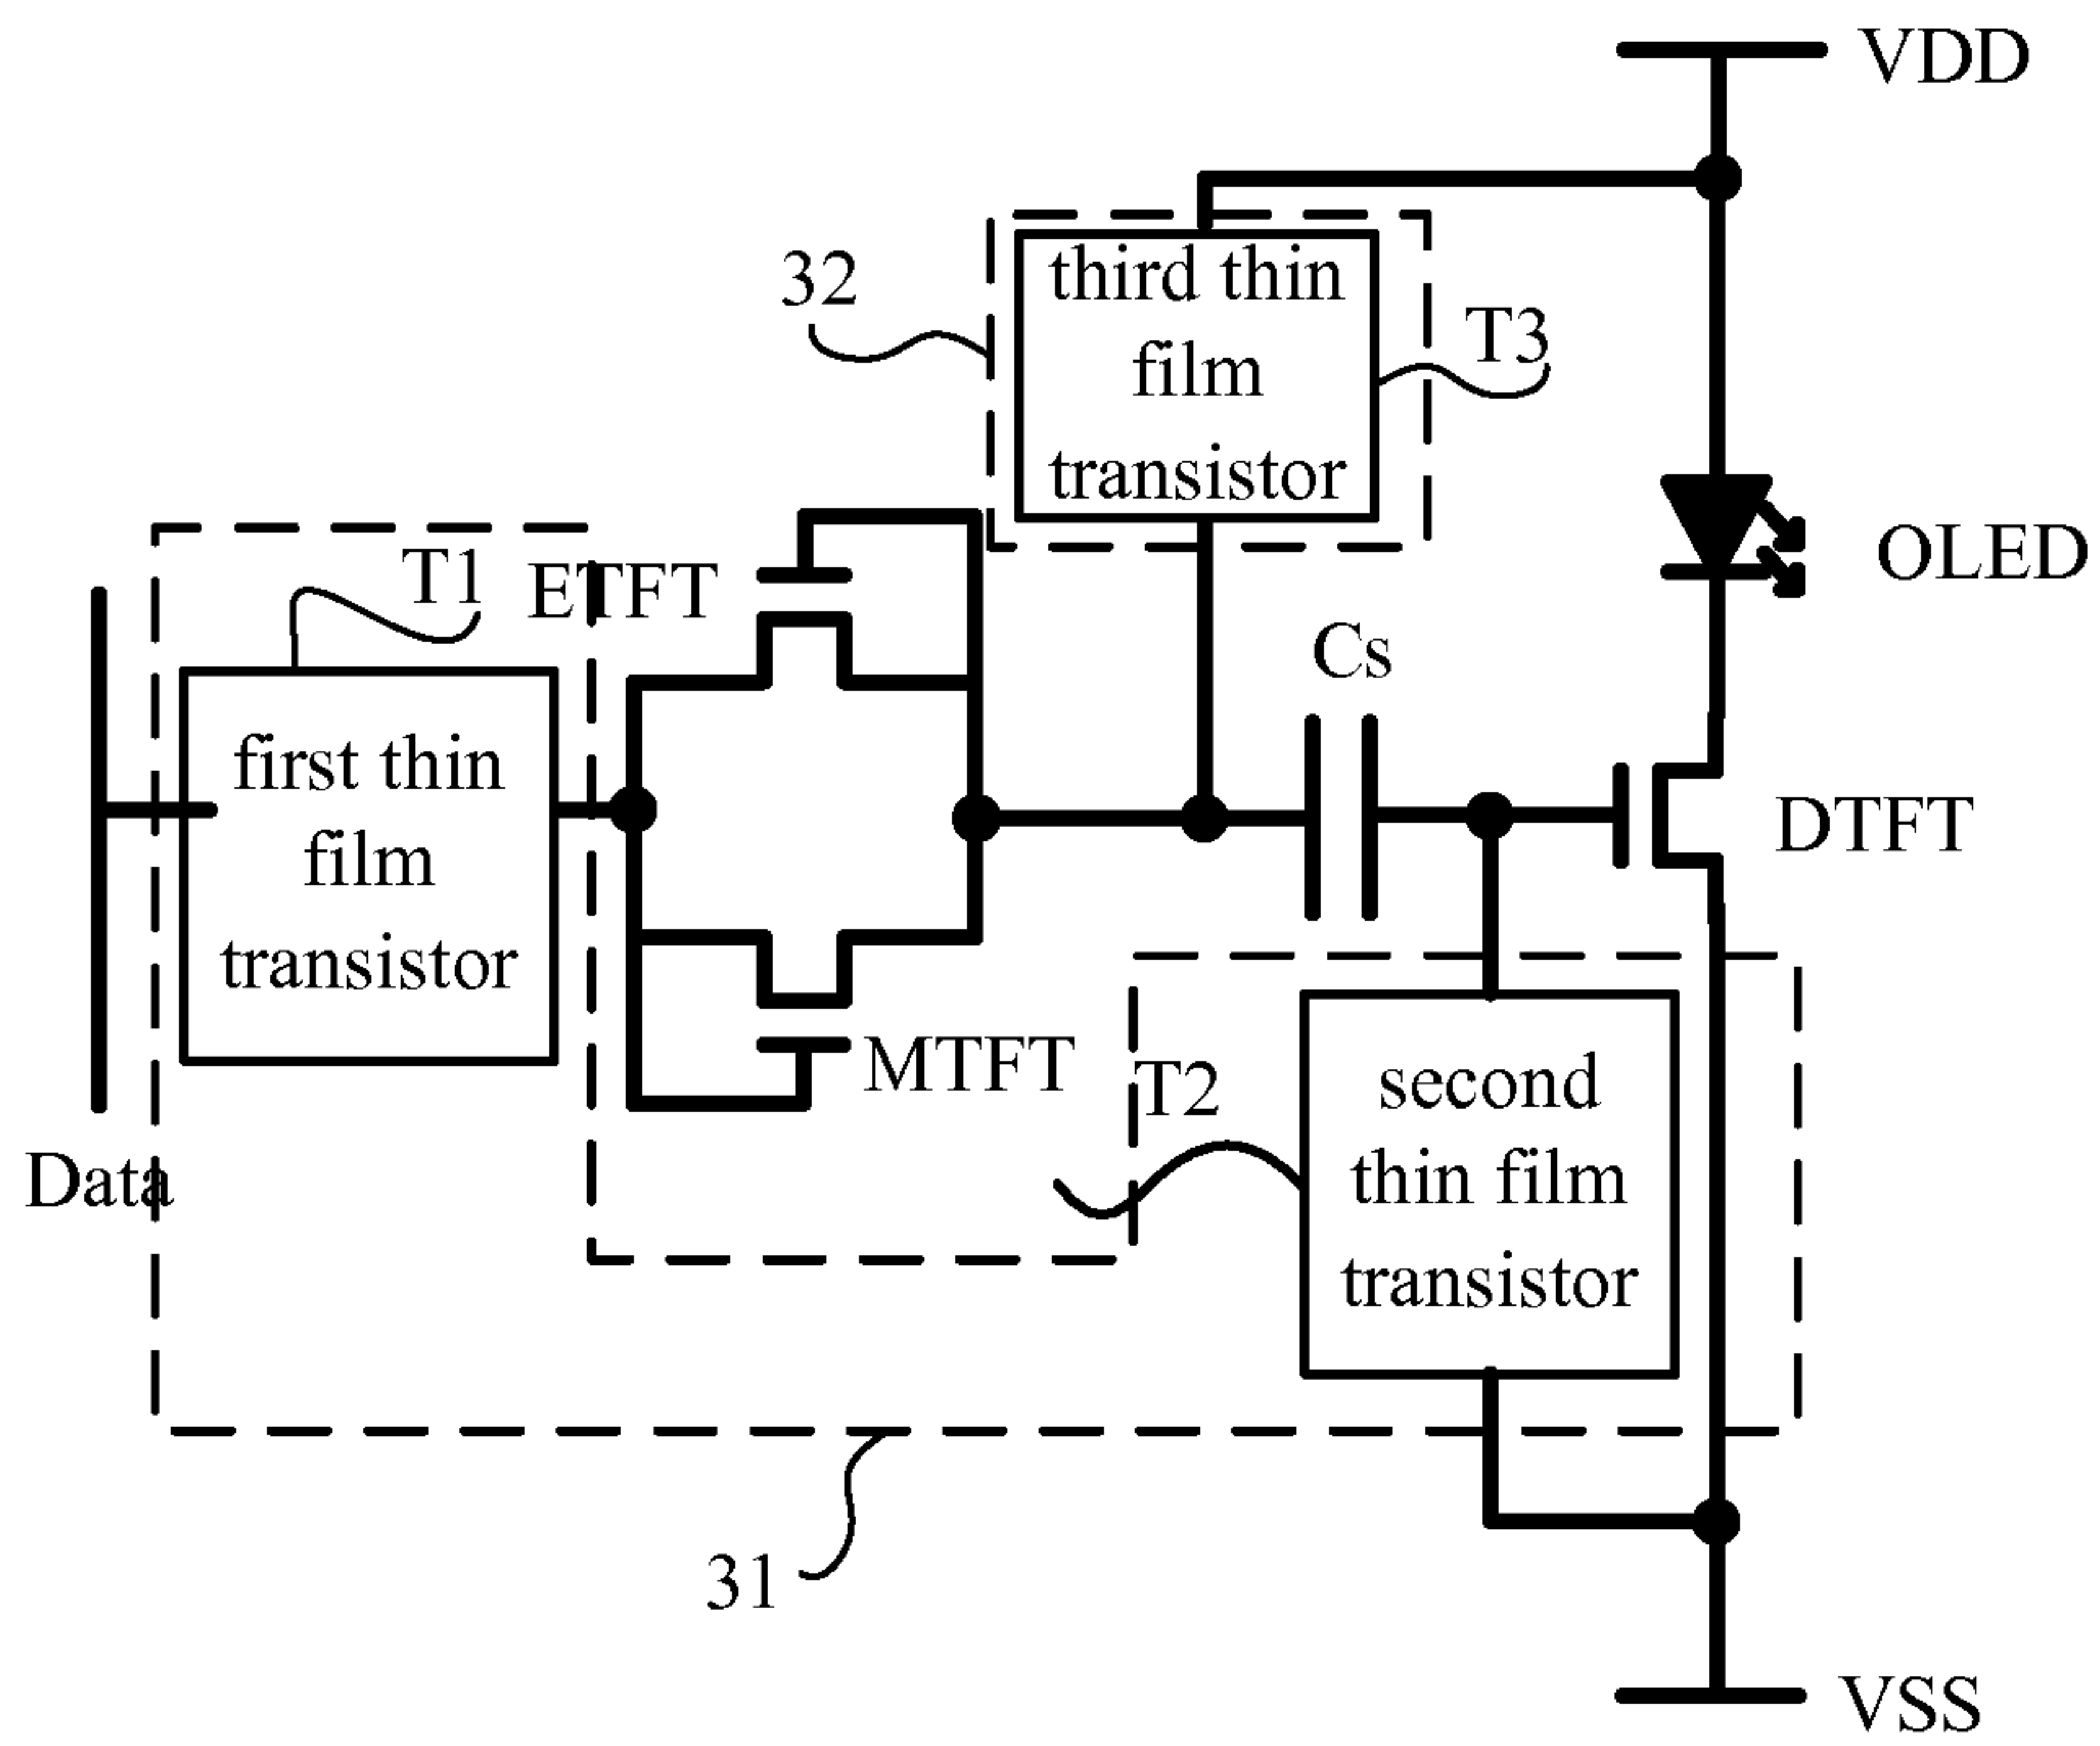 VDD
32
third thin
film
transistor
T3
OLED
T1
ETFT
Cs
first thin
film
transistor
DTFT
MTFT
T2
second
thin film
transistor
Data
31
VSS